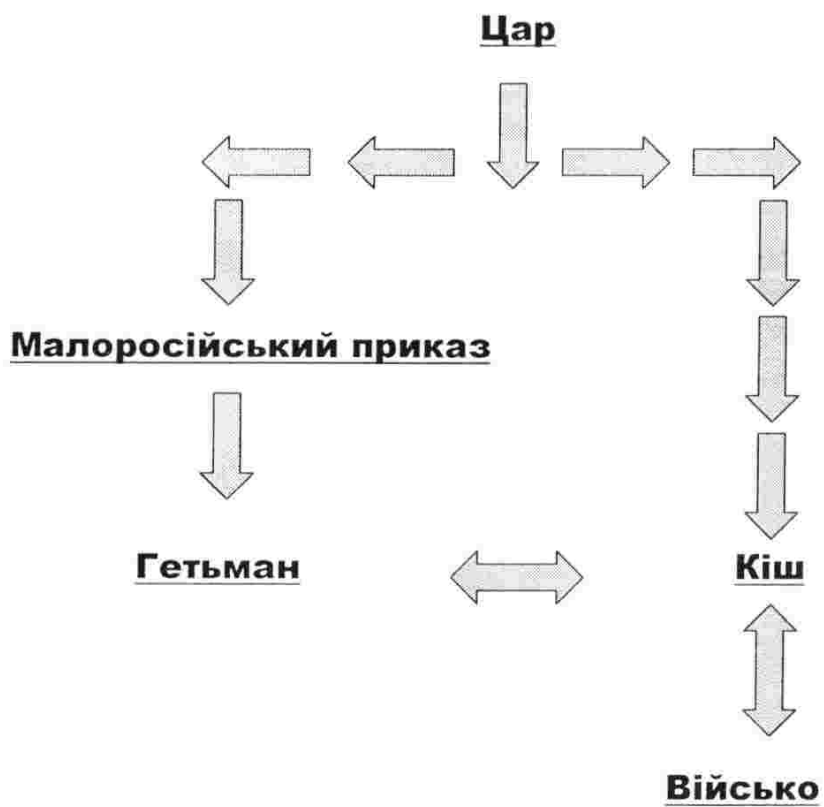 Цар
Малоросійський приказ
Гетьман
Кіш
Військо